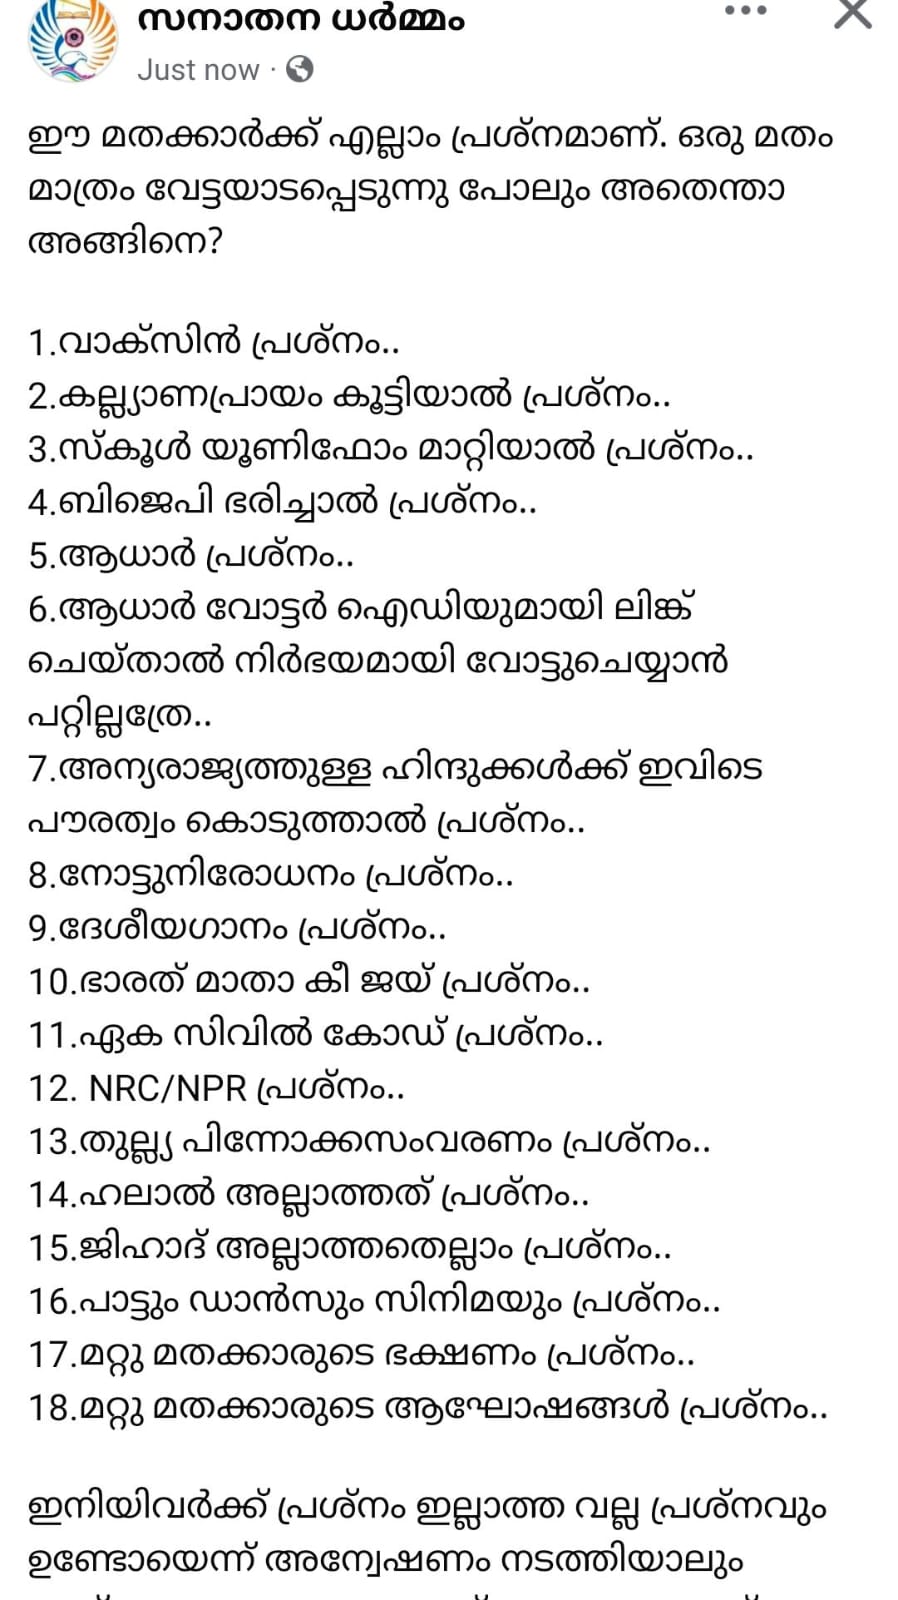 സനാതന ധർമ്മം
Just now ·
ഈ മതക്കാർക്ക് എല്ലാം പ്രശ്നമാണ്. ഒരു മതം
മാത്രം വേട്ടയാടപ്പെടുന്നു പോലും അതെന്താ
അങ്ങിനെ?
1.വാക്സിൻ പ്രശ്നം..
2.കല്ല്യാണപ്രായം കൂട്ടിയാൽ പ്രശ്നം..
3.സ്കൂൾ യൂണിഫോം മാറ്റിയാൽ പ്രശ്നം..
4.ബിജെപി ഭരിച്ചാൽ പ്രശ്നം..
5.ആധാർ പ്രശ്നം..
6.ആധാർ വോട്ടർ ഐഡിയുമായി ലിങ്ക്
ചെയ്താൽ നിർഭയമായി വോട്ടുചെയ്യാൻ
പറ്റില്ലത്രേ..
7.അന്യരാജ്യത്തുള്ള ഹിന്ദുക്കൾക്ക് ഇവിടെ
പൗരത്വം കൊടുത്താൽ പ്രശ്നം..
8.നോട്ടുനിരോധനം പ്രശ്നം..
9.ദേശീയഗാനം പ്രശ്നം..
10.ഭാരത് മാതാ കീ ജയ് പ്രശ്നം..
11.ഏക സിവിൽ കോഡ് പ്രശ്നം..
12. NRC/NPR പ്രശ്നം..
13.തുല്ല്യ പിന്നോക്കസംവരണം പ്രശ്നം..
14.ഹലാൽ അല്ലാത്തത് പ്രശ്നം..
15.ജിഹാദ് അല്ലാത്തതെല്ലാം പ്രശ്നം..
16.പാട്ടും ഡാൻസും സിനിമയും പ്രശ്നം..
17.മറ്റു മതക്കാരുടെ ഭക്ഷണം പ്രശ്നം..
18.മറ്റു മതക്കാരുടെ ആഘോഷങ്ങൾ പ്രശ്നം..
ഇനിയിവർക്ക് പ്രശ്നം ഇല്ലാത്ത വല്ല പ്രശ്നവും
ഉണ്ടോയെന്ന് അന്വേഷണം നടത്തിയാലും